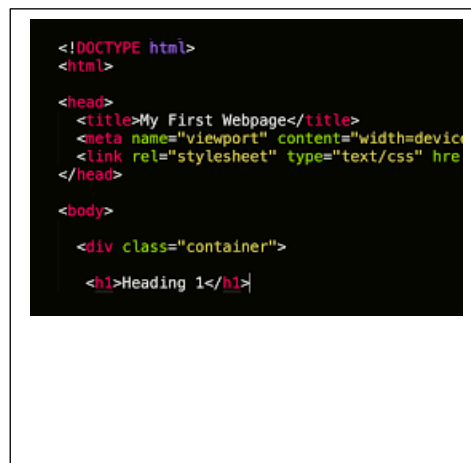 <!DOCTYPE html>
<html>
<head>
<title>My First Webpage</title>
<meta name="viewport" content="width=device
<link rel="stylesheet" type="text/css" hre
</head>
<body>
<div class="container">
<h1>Heading 1</h1>